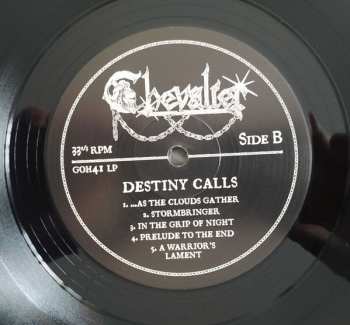 Chevalier
33⅓ RPM
SIDE B
GOH41 LP
DESTINY CALLS
1. ...AS THE CLOUDS GATHER
2. STORMBRINGER
3. IN THE GRIP OF NIGHT
4. PRELUDE TO THE END
5. A WARRIOR'S
LAMENT